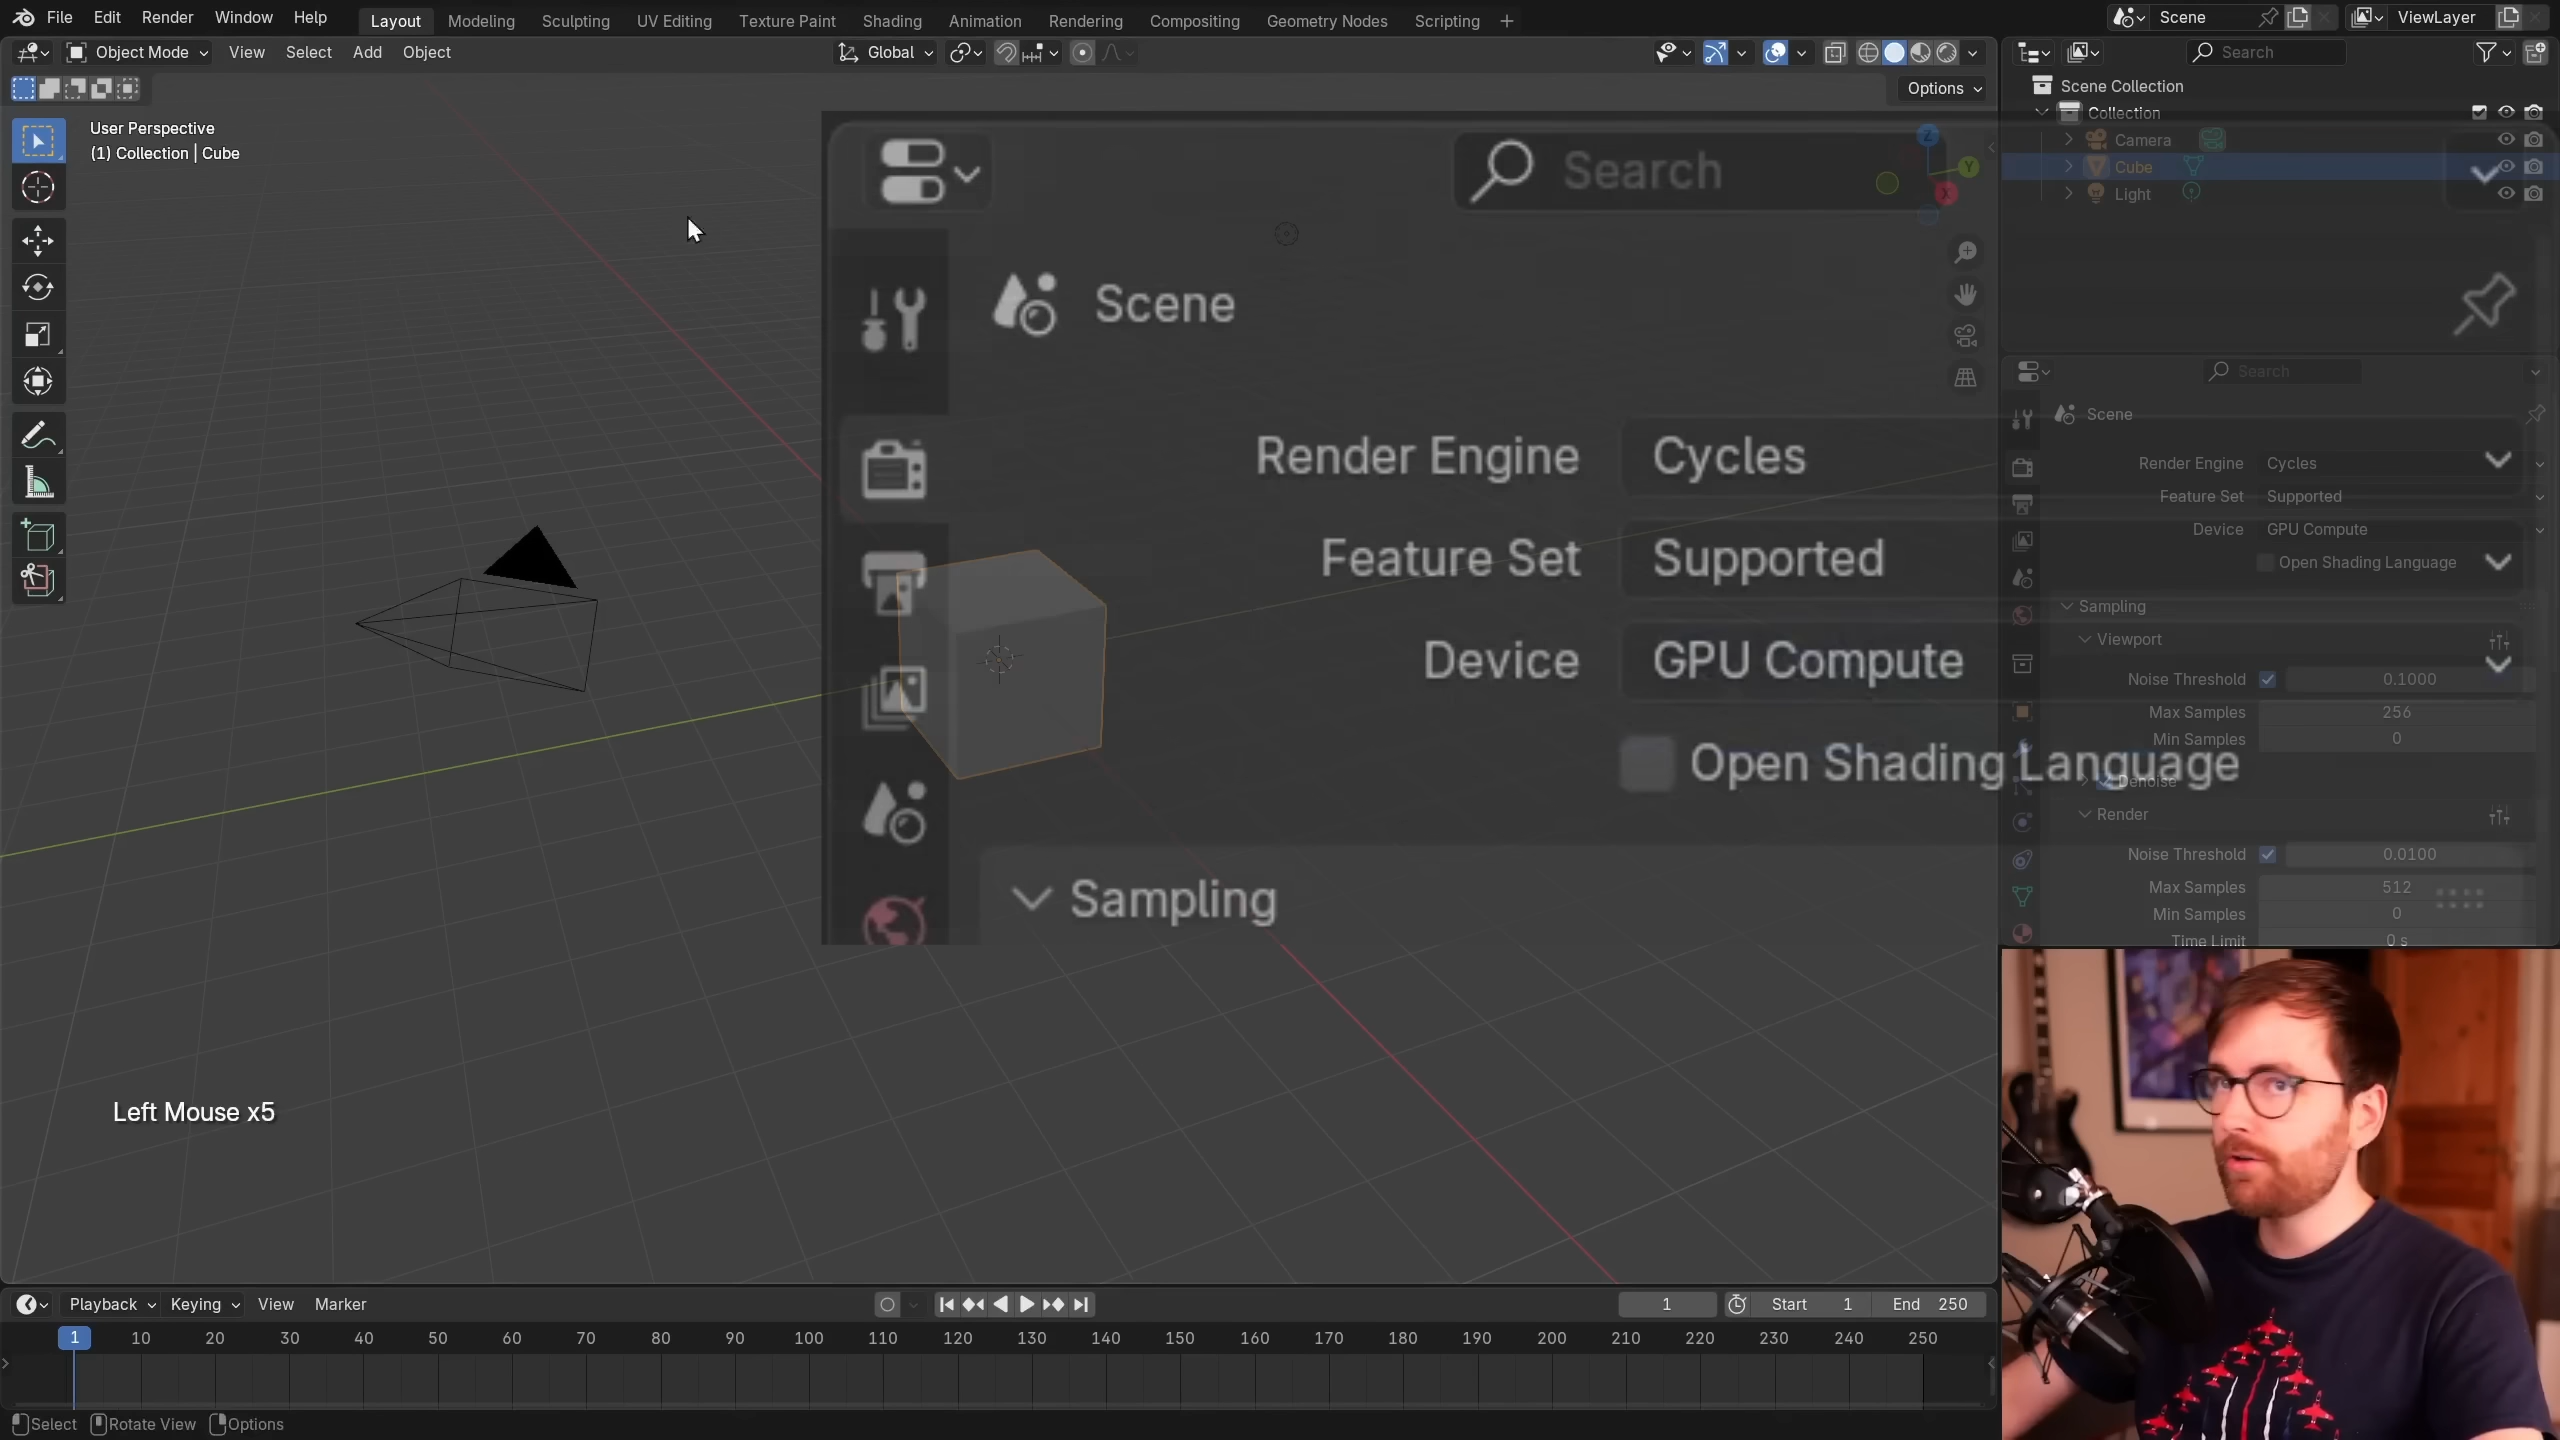 File Edit Render Window Help Layout Modeling Sculpting UV Editing Texture Paint Shading Animation Rendering Compositing Geometry Nodes Scripting + Scene ViewLayer
Object Mode View Select Add Object Global Search
Options
Scene Collection
Collection
Camera
Cube
Light
User Perspective
(1) Collection | Cube
Search
Scene
Render Engine Cycles
Feature Set Supported
Device GPU Compute
Open Shading Language
Sampling
Z
Y
X
Search
Scene
Render Engine Cycles
Feature Set Supported
Device GPU Compute
Open Shading Language
Sampling
Viewport
Noise Threshold 0.1000
Max Samples 256
Min Samples 0
Denoise
Render
Noise Threshold 0.0100
Max Samples 512
Min Samples 0
Time Limit 0 s
Left Mouse x5
Playback Keying View Marker 1 Start 1 End 250
1 10 20 30 40 50 60 70 80 90 100 110 120 130 140 150 160 170 180 190 200 210 220 230 240 250
Select Rotate View Options